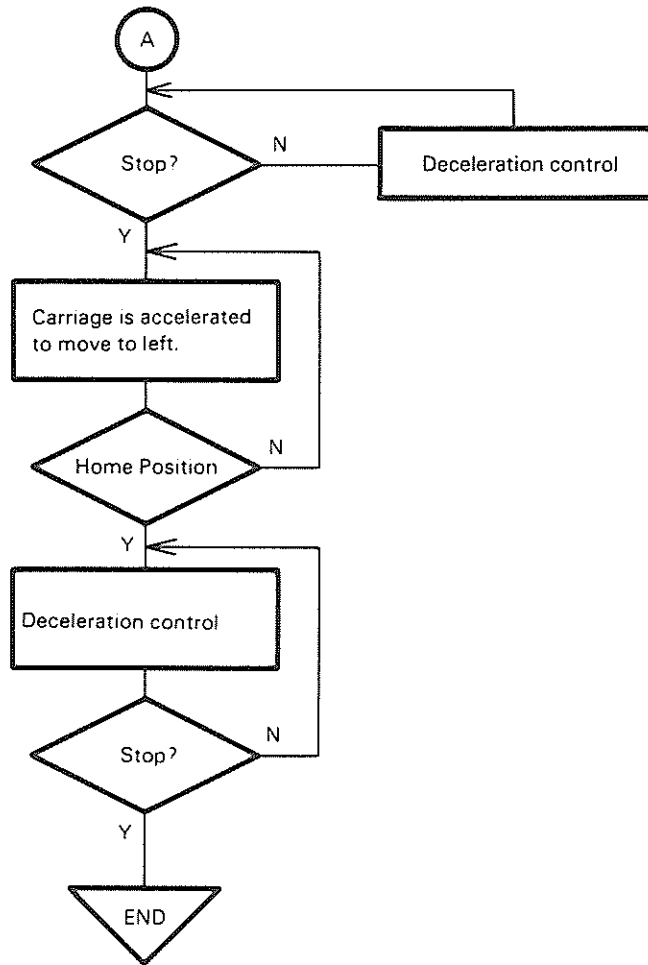 A
Stop?
N
Deceleration control
Y
Carriage is accelerated
to move to left.
Home Position
N
Y
Deceleration control
Stop?
N
Y
END